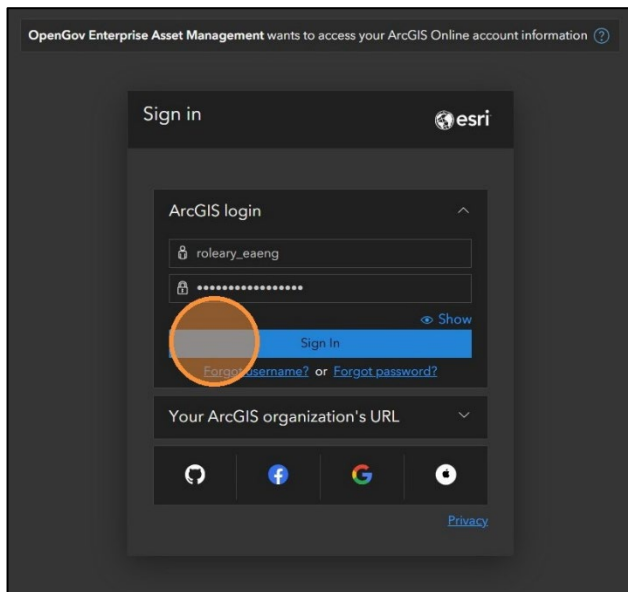 OpenGov Enterprise Asset Management wants to access your ArcGIS Online account information ?
Sign in
esri
ArcGIS login
roleary_eaeng
•••••••••••••••••
Show
Sign In
Forgot username? or Forgot password?
Your ArcGIS organization's URL
Privacy